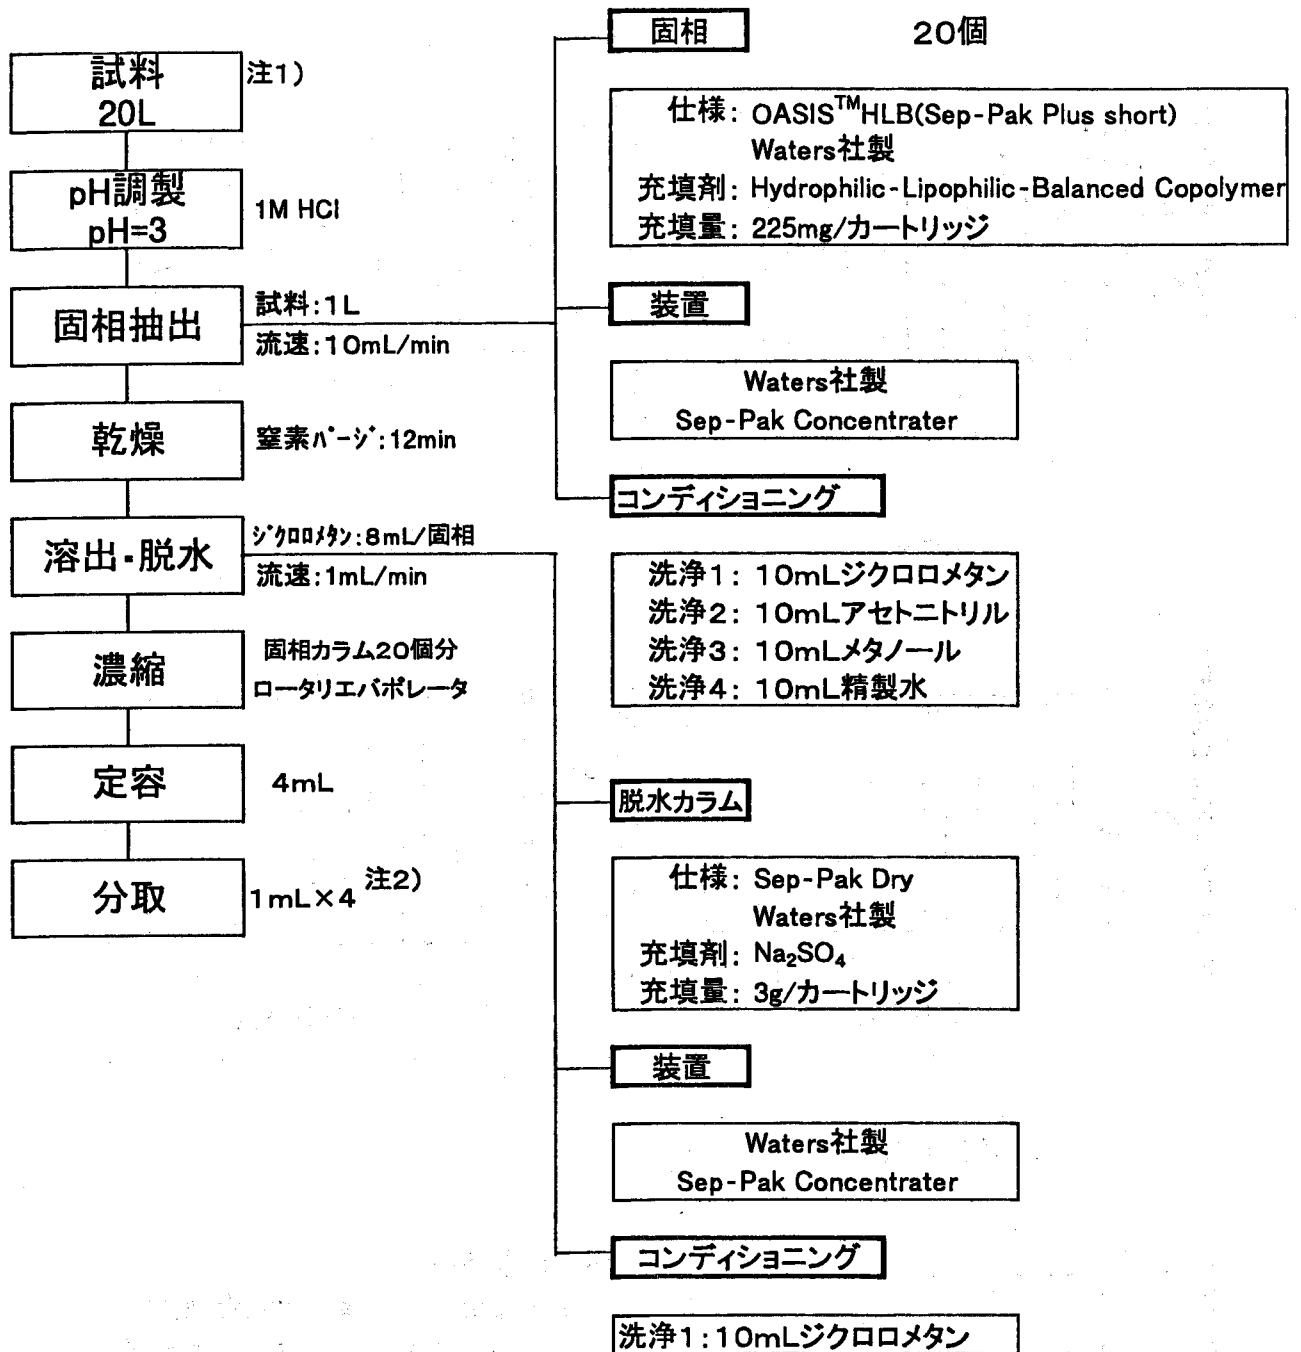 試料 注1)
20L
pH調製
pH=3
1M HCl
固相抽出
試料:1L
流速:10mL/min
乾燥
窒素パージ:12min
溶出・脱水
ジクロロメタン:8mL/固相
流速:1mL/min
濃縮
固相カラム20個分
ロータリエバポレータ
定容
4mL
分取
1mL×4 注2)
固相 20個
仕様: OASIS™HLB(Sep-Pak Plus short)
Waters社製
充填剤: Hydrophilic-Lipophilic-Balanced Copolymer
充填量: 225mg/カートリッジ
装置
Waters社製
Sep-Pak Concentrater
コンディショニング
洗浄1: 10mLジクロロメタン
洗浄2: 10mLアセトニトリル
洗浄3: 10mLメタノール
洗浄4: 10mL精製水
脱水カラム
仕様: Sep-Pak Dry
Waters社製
充填剤: Na₂SO₄
充填量: 3g/カートリッジ
装置
Waters社製
Sep-Pak Concentrater
コンディショニング
洗浄1:10mLジクロロメタン